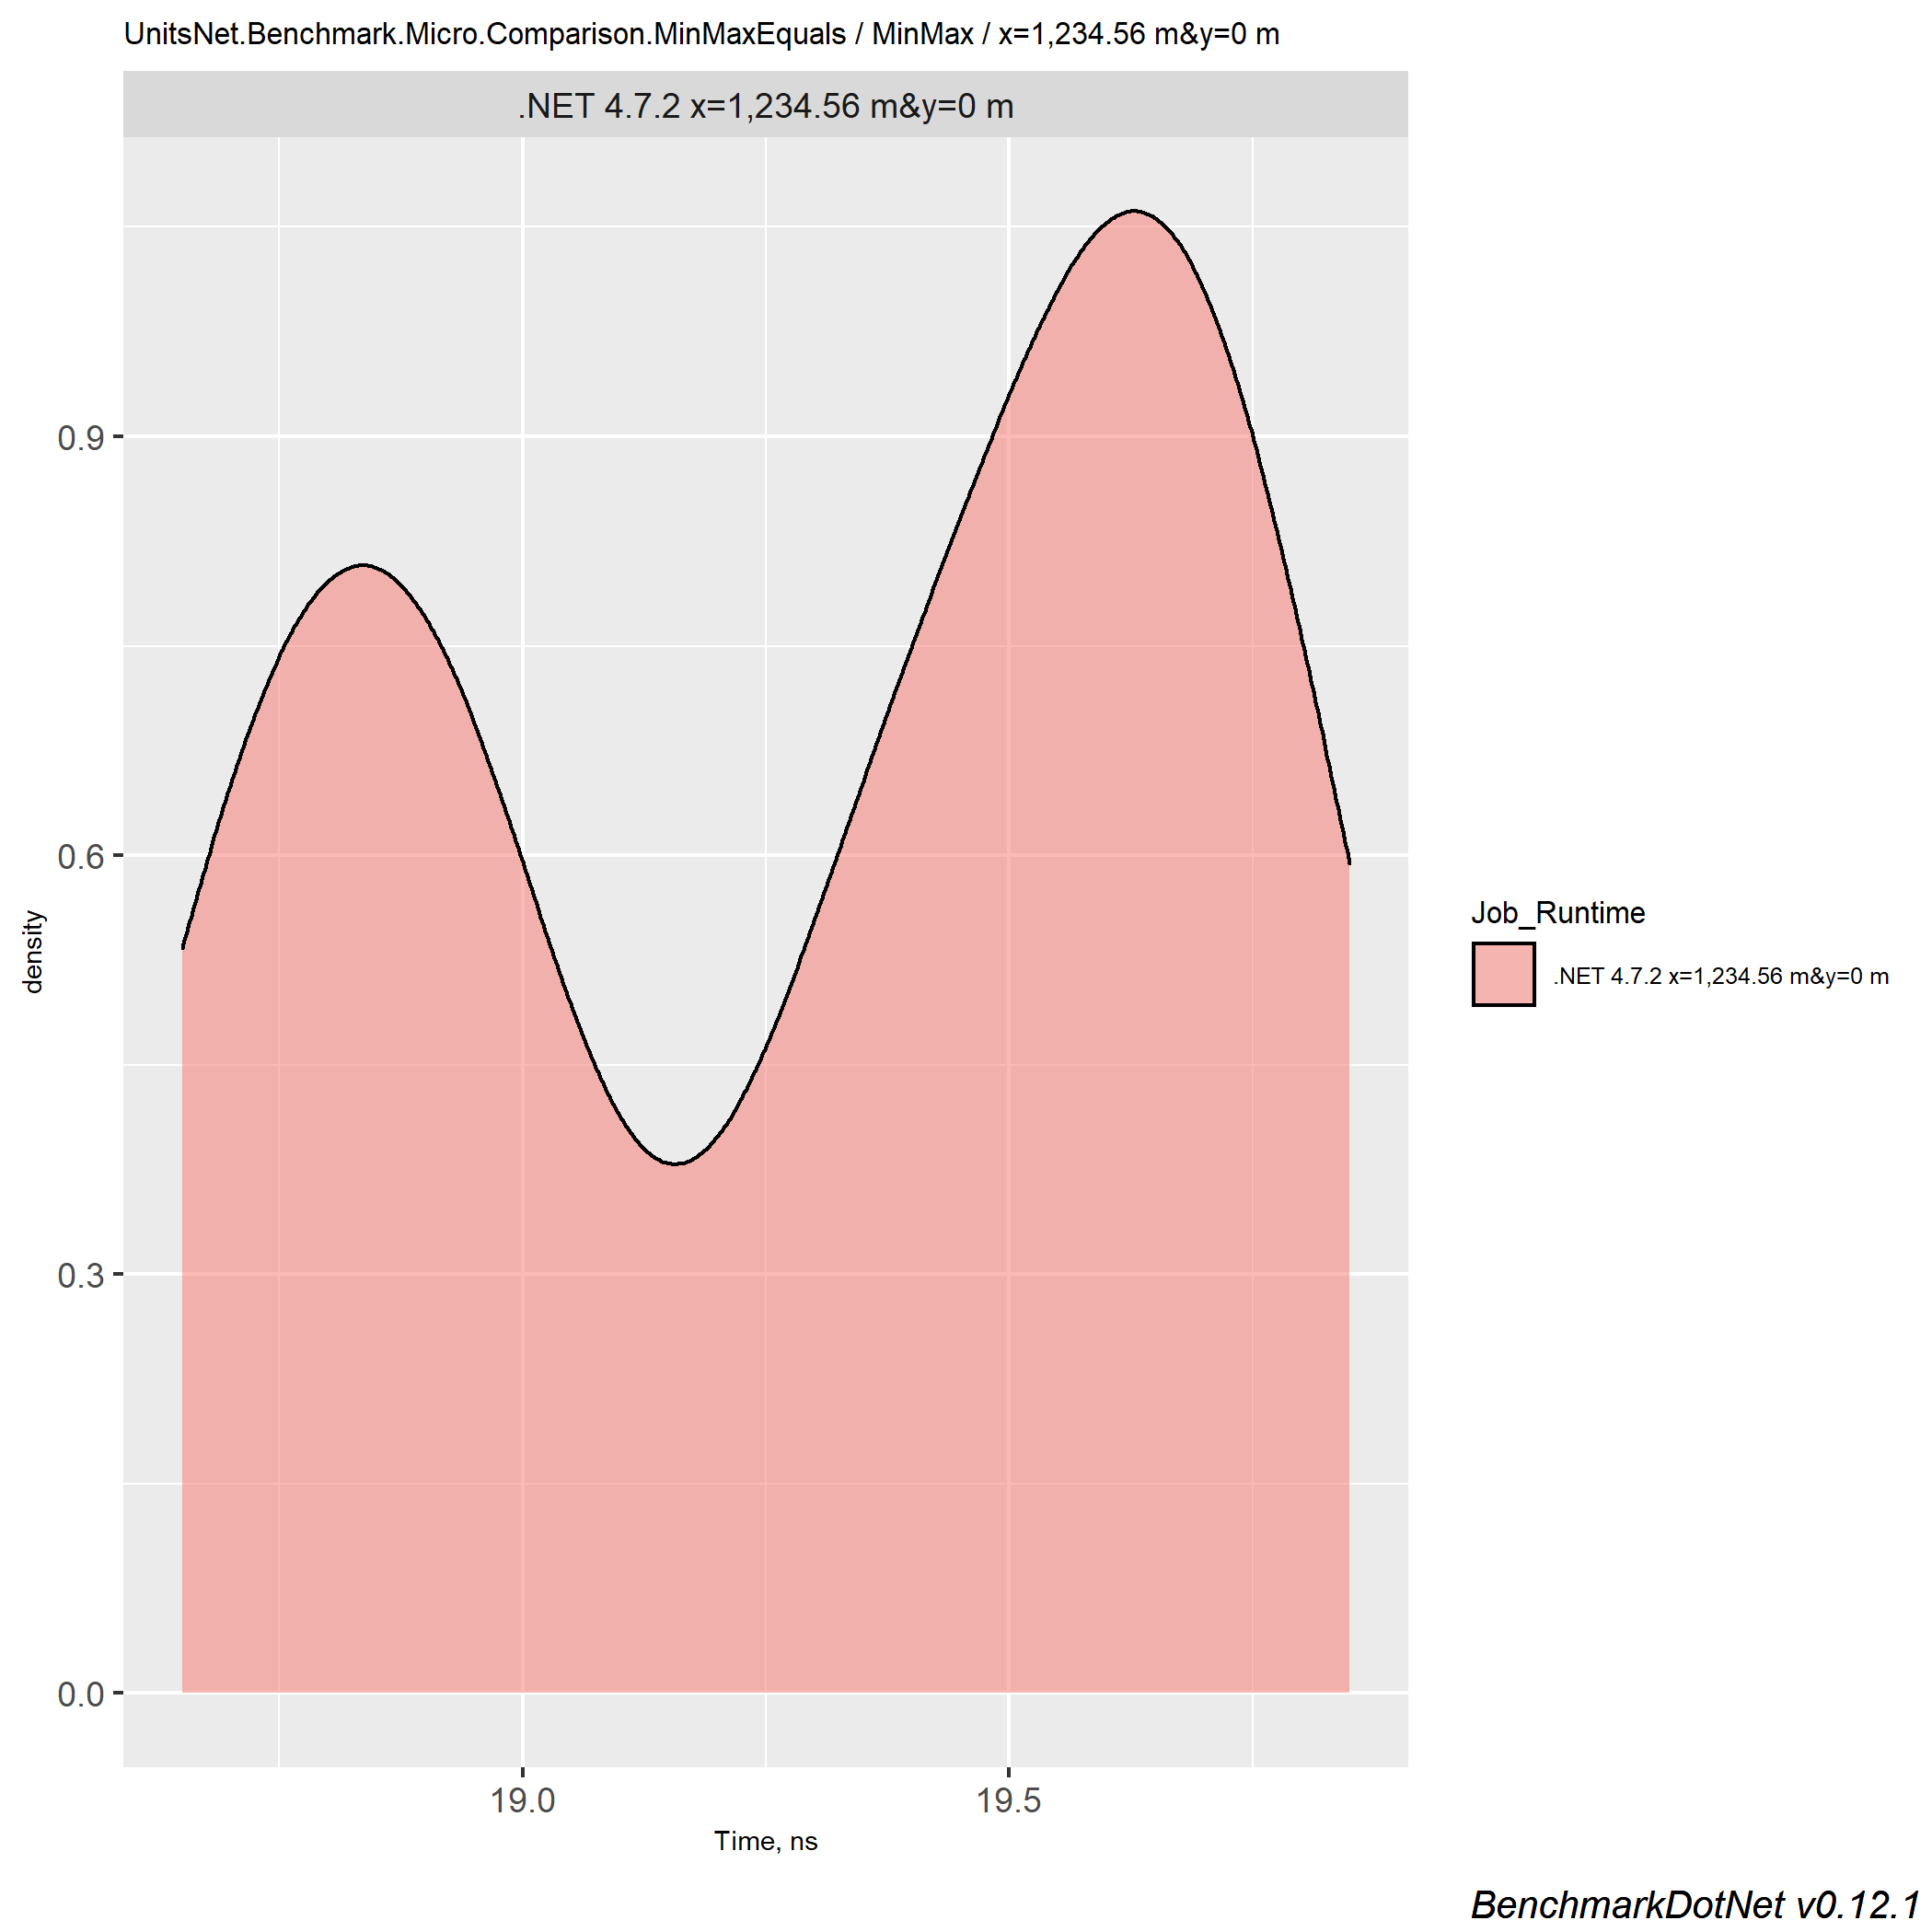 UnitsNet.Benchmark.Micro.Comparison.MinMaxEquals / MinMax / x=1,234.56 m&y=0 m
.NET 4.7.2 x=1,234.56 m&y=0 m
0.9
0.6
0.3
0.0
density
19.0 19.5
Time, ns
Job_Runtime
.NET 4.7.2 x=1,234.56 m&y=0 m
BenchmarkDotNet v0.12.1